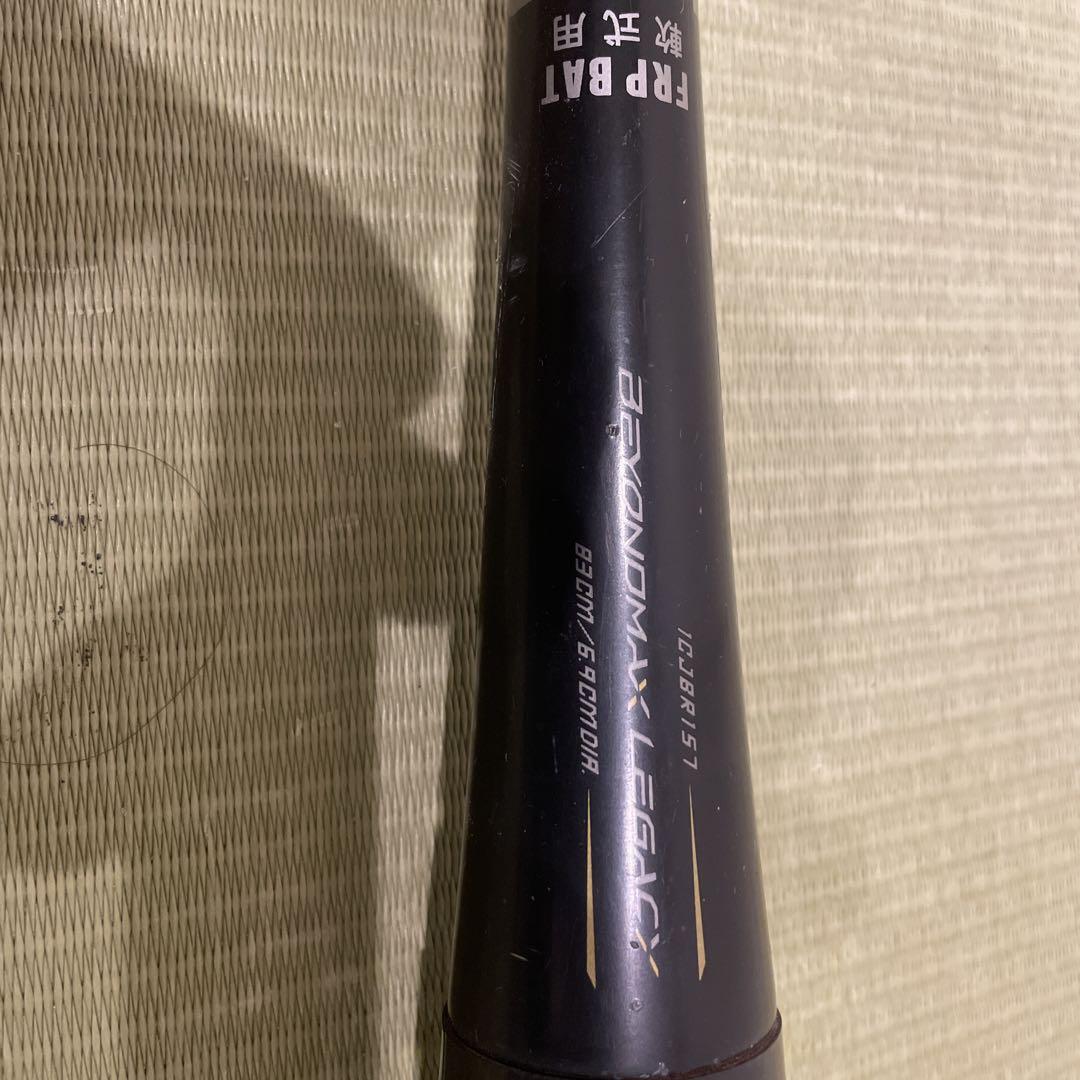 軟式用
FRP BAT
BEYONDMAX LEGACY
83CM/6.9CMDIA.
1CJBR157